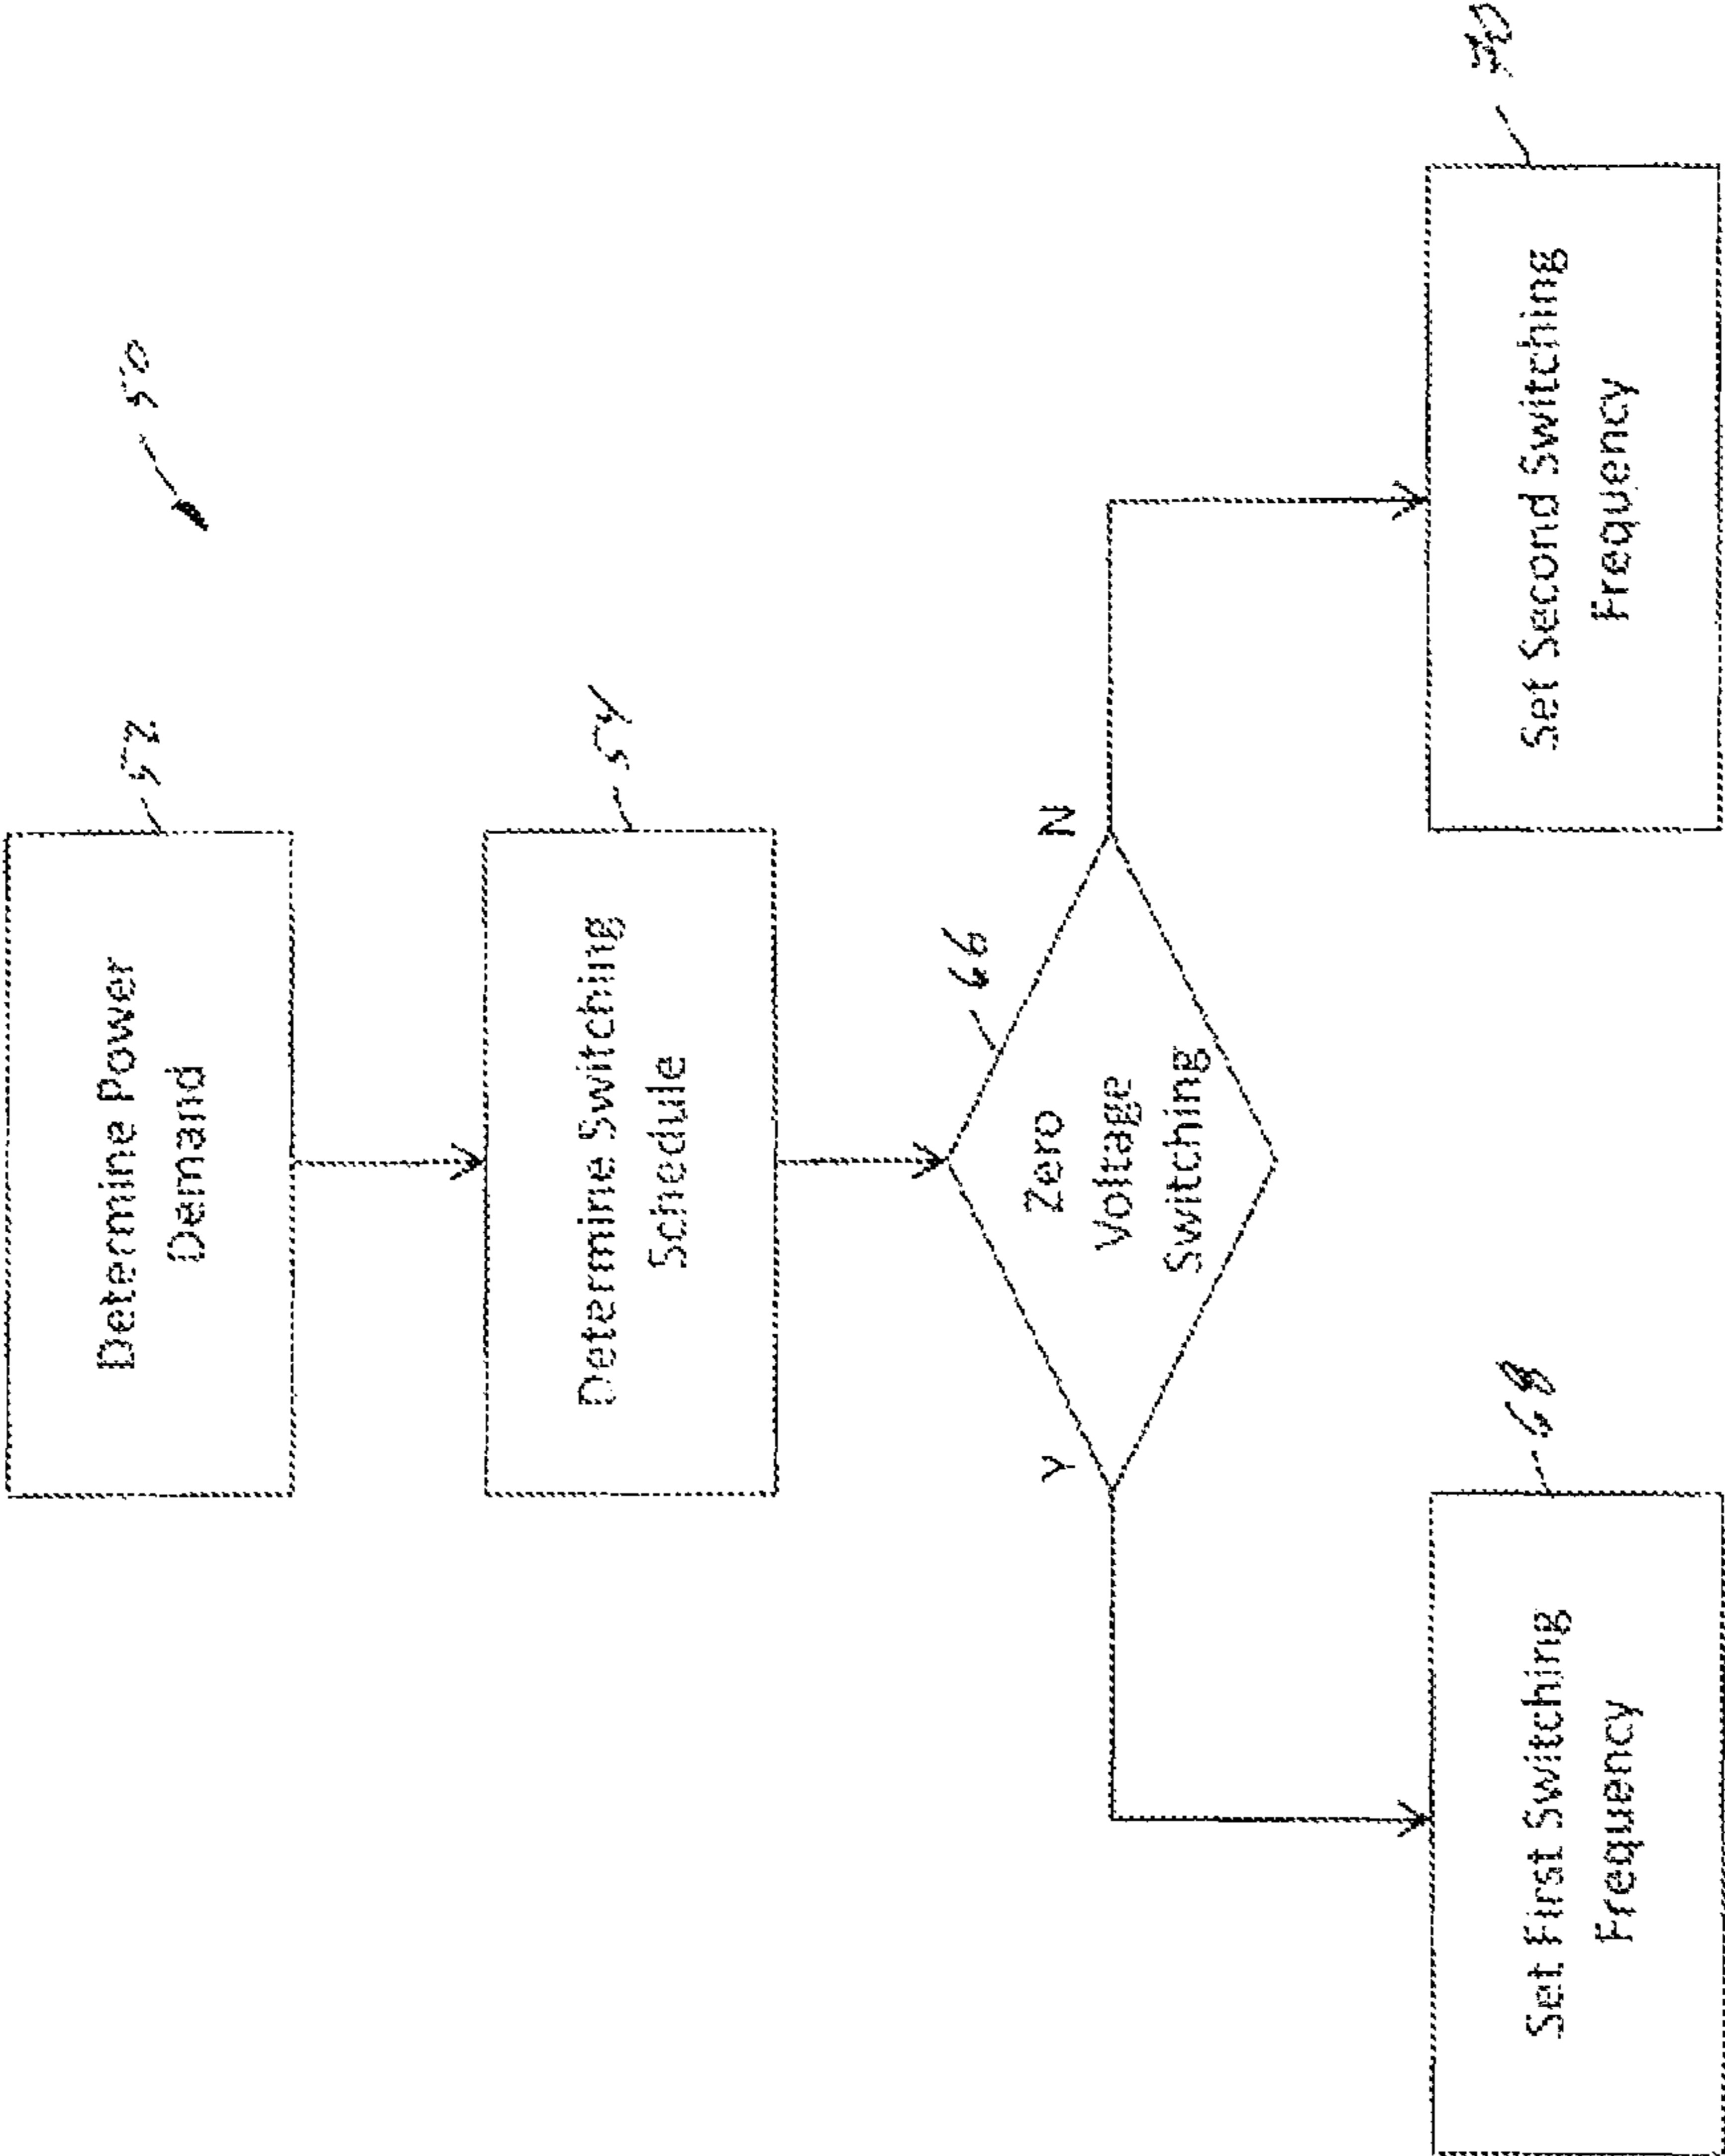 50
Determine Power
Demand
52
Determine Switching
Schedule
54
66
Zero
Voltage
Switching
Y
N
Set First Switching
Frequency
68
Set Second Switching
Frequency